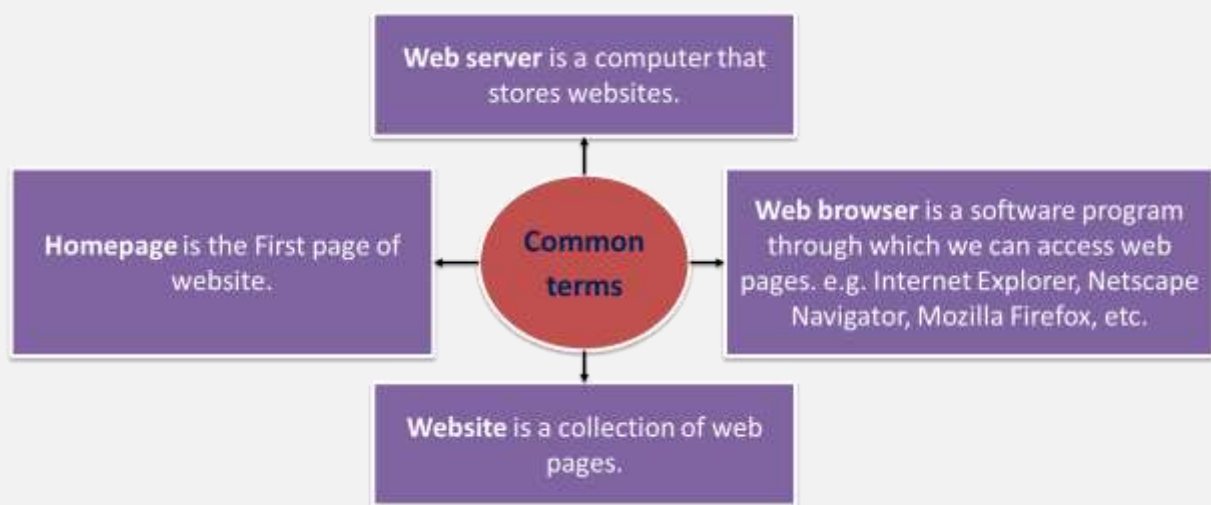 Web server is a computer that
stores websites.
Homepage is the First page of
website.
Common
terms
Web browser is a software program
through which we can access web
pages. e.g. Internet Explorer, Netscape
Navigator, Mozilla Firefox, etc.
Website is a collection of web
pages.